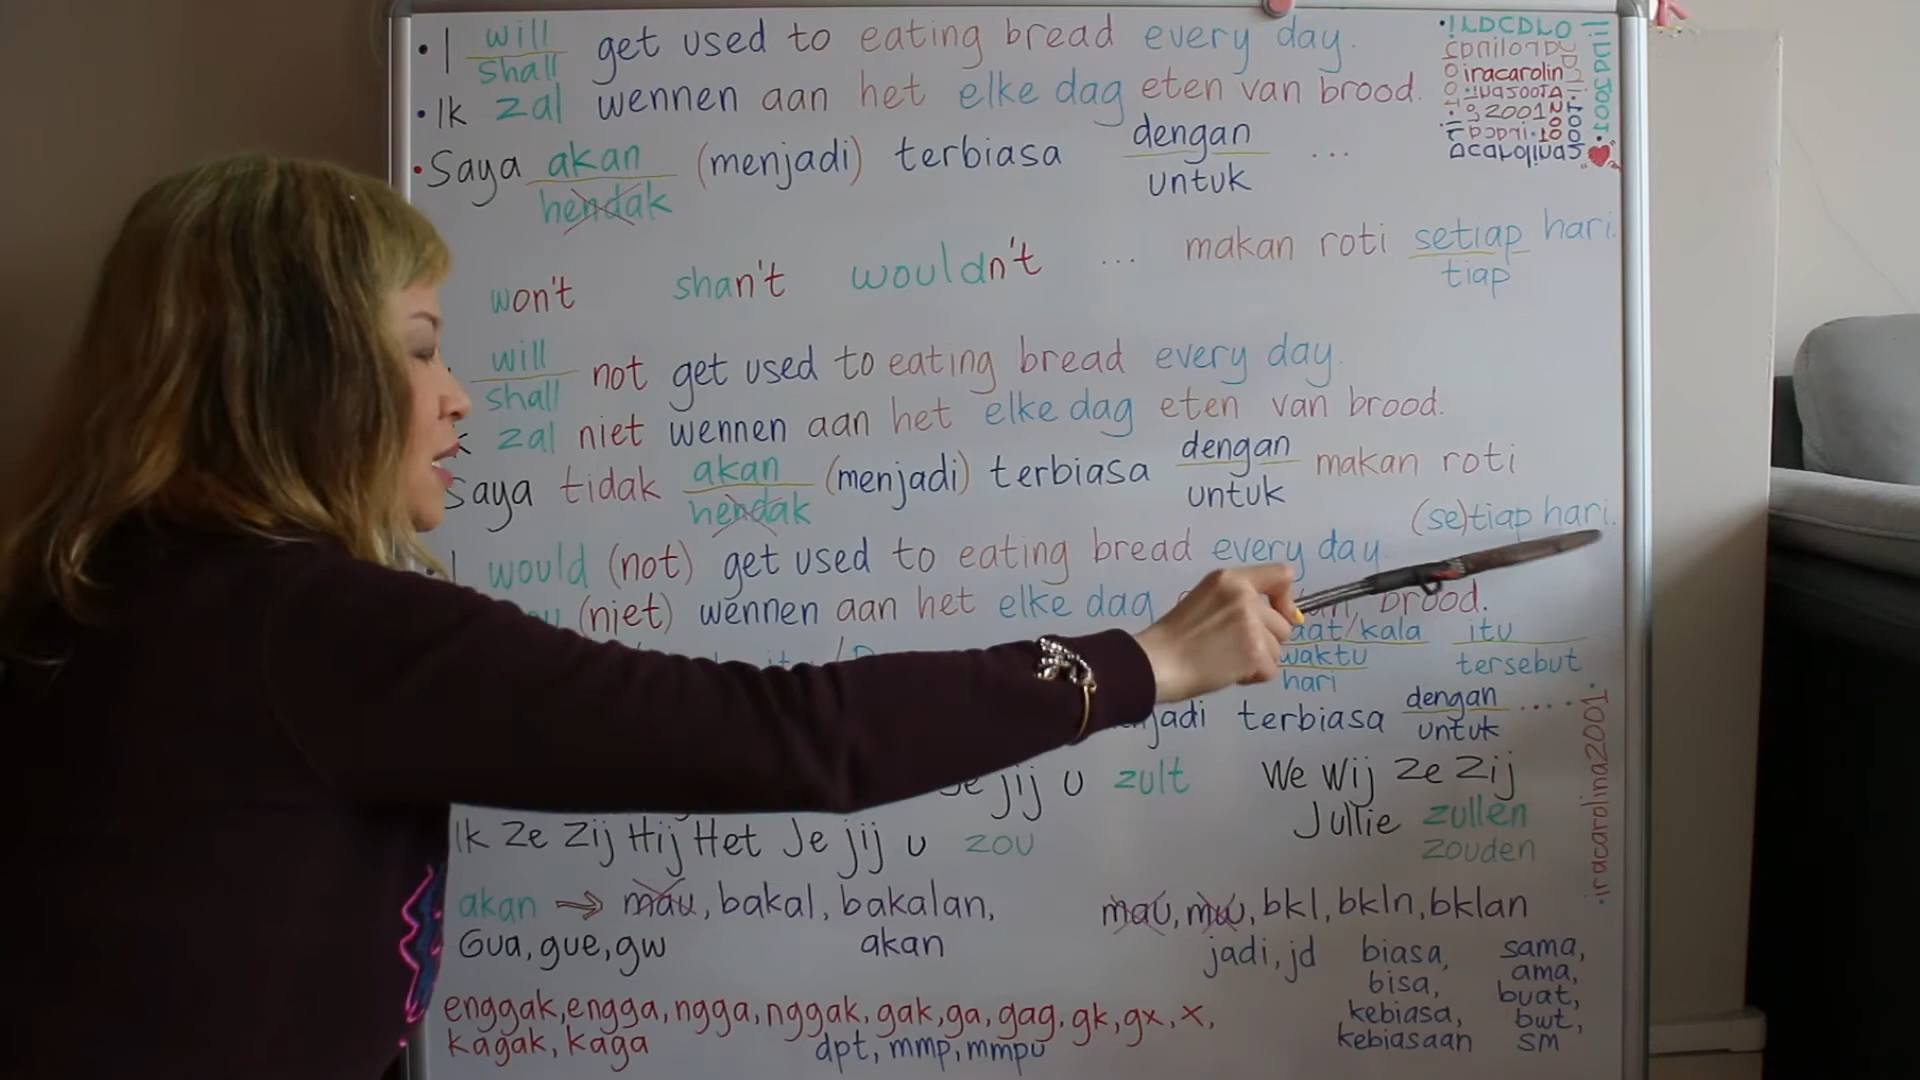 • I will get used to eating bread every day.
shall
• Ik zal wennen aan het elke dag eten van brood.
• Saya akan (menjadi) terbiasa dengan ...
hendak untuk
... makan roti setiap hari.
tiap
won't shan't wouldn't
will not get used to eating bread every day.
shall
zal niet wennen aan het elke dag eten van brood.
Saya tidak akan (menjadi) terbiasa dengan makan roti
hendak untuk
(se)tiap hari.
would (not) get used to eating bread every day.
(niet) wennen aan het elke dag brood.
kala itu
waktu tersebut
hari
terbiasa dengan ....
untuk
jij u zult We Wij Ze Zij
Jullie zullen
Ik Ze Zij Hij Het Je jij u zou zouden
akan → mau, bakal, bakalan, mau, mw, bkl, bkln, bklan
Gua, gue, gw akan
jadi, jd biasa, sama,
bisa, ama,
kebiasa, buat,
kebiasaan bwt,
sm
enggak, engga, ngga, nggak, gak, ga, gag, gk, gx, x,
kagak, kaga dpt, mmp, mmpu
iracarolin
2001
•iracarolina2001•